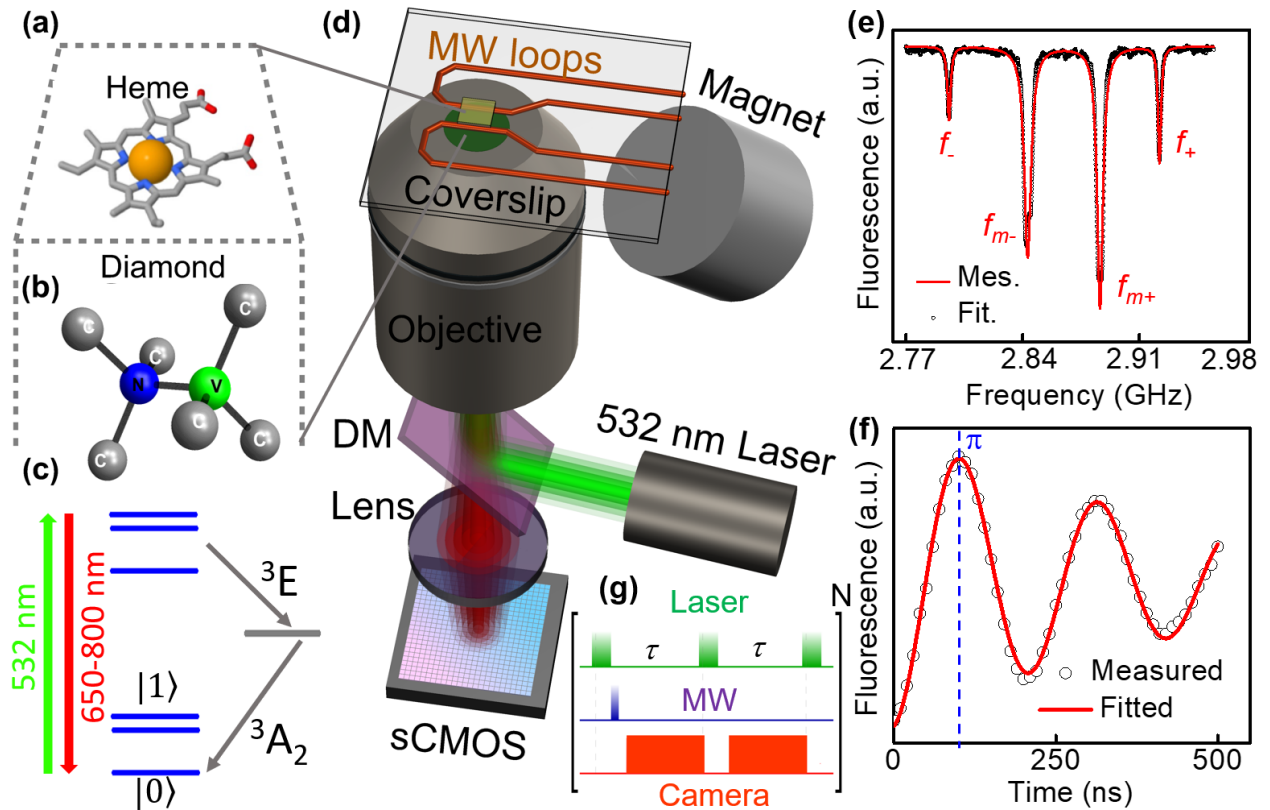 (a)
Heme
Diamond
(b)
C
C
C
N
V
C
C
C
(c)
532 nm
650-800 nm
³E
|1⟩
³A₂
|0⟩
(d)
MW loops
Magnet
Coverslip
Objective
DM
532 nm Laser
Lens
sCMOS
(g)
N
Laser
τ
τ
MW
Camera
(e)
Fluorescence (a.u.)
f-
fm-
fm+
f+
Mes.
Fit.
2.77
2.84
2.91
2.98
Frequency (GHz)
(f)
Fluorescence (a.u.)
π
Measured
Fitted
0
250
500
Time (ns)